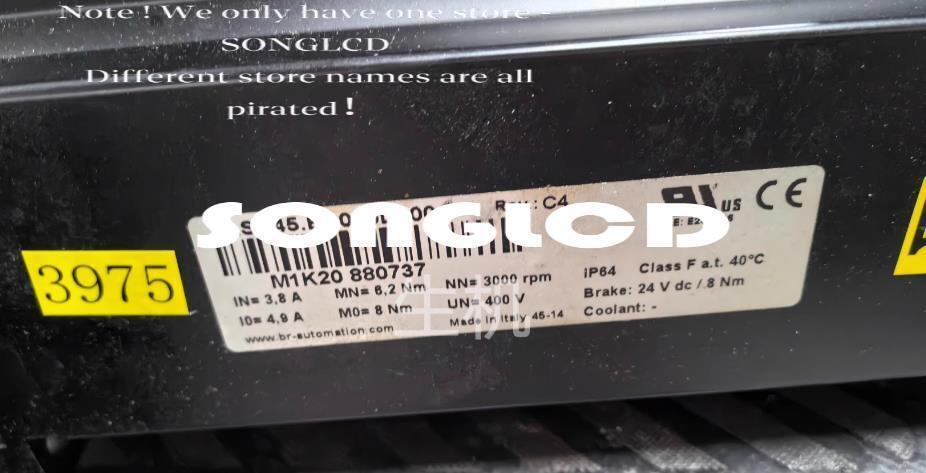 Note ! We only have one store -
SONGLCD
Different store names are all
pirated !
SONGLCD
Rev.: C4
US CE
3975
M1K20 880737
IN= 3,8 A MN= 6,2 Nm NN= 3000 rpm IP64 Class F a.t. 40°C
I0= 4,9 A M0= 8 Nm UN= 400 V Brake: 24 V dc / 8 Nm
www.br-automation.com Made in Italy 45-14 Coolant: -
生机